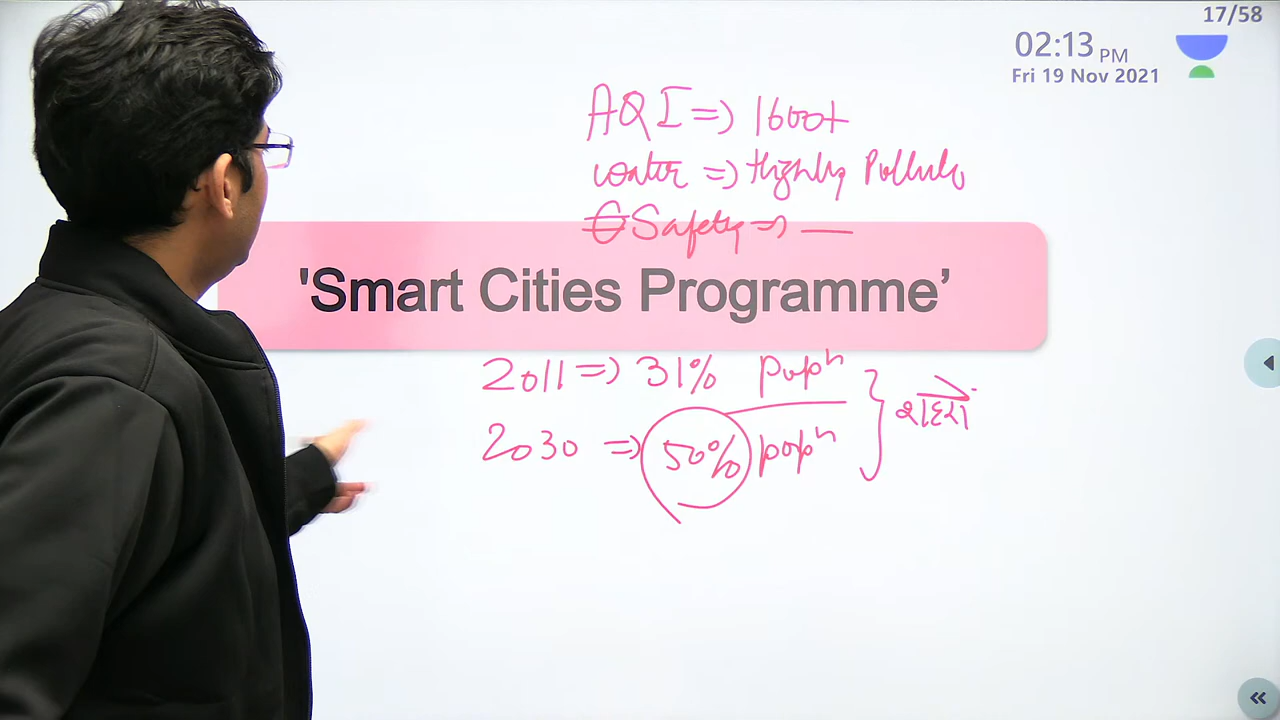 17/58
02:13 PM
Fri 19 Nov 2021
AQI => 1600+
water => Highly Pollute
Safety => —
'Smart Cities Programme’
2011 => 31% popn
2030 => 50% popn
शहरी